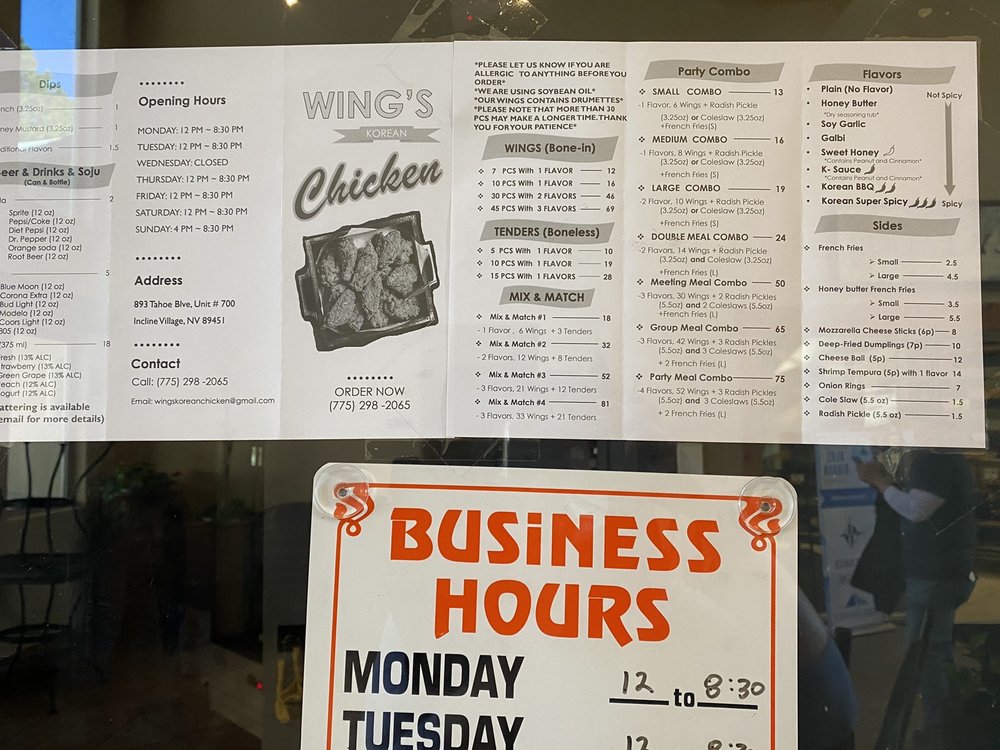 Dips
nch (3.25oz) 1
ney Mustard (3.25oz) 1
ditional Flavors 1.5
Beer & Drinks & Soju
(Can & Bottle)
da 2
Sprite (12 oz)
Pepsi/Coke (12 oz)
Diet Pepsi (12 oz)
Dr. Pepper (12 oz)
Orange soda (12 oz)
Root Beer (12 oz)
5
Blue Moon (12 oz)
Corona Extra (12 oz)
Bud Light (12 oz)
Modelo (12 oz)
Coors Light (12 oz)
805 (12 oz)
(375 ml) 18
Fresh (13% ALC)
Strawberry (13% ALC)
Green Grape (13% ALC)
Peach (12% ALC)
ogurt (12% ALC)
attering is available
email for more details)
Opening Hours
MONDAY: 12 PM ~ 8:30 PM
TUESDAY: 12 PM ~ 8:30 PM
WEDNESDAY: CLOSED
THURSDAY: 12 PM ~ 8:30 PM
FRIDAY: 12 PM ~ 8:30 PM
SATURDAY: 12 PM ~ 8:30 PM
SUNDAY: 4 PM ~ 8:30 PM
Address
893 Tahoe Blve, Unit # 700
Incline Village, NV 89451
Contact
Call: (775) 298 -2065
Email: wingskoreanchicken@gmail.com
WING'S
KOREAN
Chicken
ORDER NOW
(775) 298 -2065
*PLEASE LET US KNOW IF YOU ARE
ALLERGIC TO ANYTHING BEFORE YOU
ORDER*
*WE ARE USING SOYBEAN OIL*
*OUR WINGS CONTAINS DRUMETTES*
*PLEASE NOTE THAT MORE THAN 30
PCS MAY MAKE A LONGER TIME. THANK
YOU FOR YOUR PATIENCE*
WINGS (Bone-in)
7 PCS With 1 FLAVOR 12
10 PCS With 1 FLAVOR 16
30 PCS With 2 FLAVORS 46
45 PCS With 3 FLAVORS 69
TENDERS (Boneless)
5 PCS With 1 FLAVOR 10
10 PCS With 1 FLAVORS 19
15 PCS With 1 FLAVORS 28
MIX & MATCH
Mix & Match #1 18
- 1 Flavor , 6 Wings + 3 Tenders
Mix & Match #2 32
- 2 Flavors, 12 Wings + 8 Tenders
Mix & Match #3 52
- 3 Flavors, 21 Wings + 12 Tenders
Mix & Match #4 81
- 3 Flavors, 33 Wings + 21 Tenders
Party Combo
SMALL COMBO 13
-1 Flavor, 6 Wings + Radish Pickle
(3.25oz) or Coleslaw (3.25oz)
+French Fries(S)
MEDIUM COMBO 16
-1 Flavors, 8 Wings + Radish Pickle
(3.25oz) or Coleslaw (3.25oz)
+French Fries (S)
LARGE COMBO 19
-2 Flavor, 10 Wings + Radish Pickle
(3.25oz) or Coleslaw (3.25oz)
+French Fries (S)
DOUBLE MEAL COMBO 24
-2 Flavors, 14 Wings + Radish Pickle
(3.25oz) and Coleslaw (3.25oz)
+French Fries (L)
Meeting Meal Combo 50
-3 Flavors, 30 Wings + 2 Radish Pickles
(5.5oz) and 2 Coleslaws (5.5oz)
+French Fries (L)
Group Meal Combo 65
-3 Flavors, 42 Wings + 3 Radish Pickles
(5.5oz) and 3 Coleslaws (5.5oz)
+ 2 French Fries (L)
Party Meal Combo 75
-4 Flavors, 52 Wings + 3 Radish Pickles
(5.5oz) and 3 Coleslaws (5.5oz)
+ 2 French Fries (L)
Flavors
Plain (No Flavor) Not Spicy
Honey Butter
*Dry seasoning rub*
Soy Garlic
Galbi
Sweet Honey
*Contains Peanut and Cinnamon*
K- Sauce
*Contains Peanut and Cinnamon*
Korean BBQ
Korean Super Spicy Spicy
Sides
French Fries
Small 2.5
Large 4.5
Honey butter French Fries
Small 3.5
Large 5.5
Mozzarella Cheese Sticks (6p) 8
Deep-Fried Dumplings (7p) 10
Cheese Ball (5p) 12
Shrimp Tempura (5p) with 1 flavor 14
Onion Rings 7
Cole Slaw (5.5 oz) 1.5
Radish Pickle (5.5 oz) 1.5
BUSINESS
HOURS
MONDAY 12 to 8:30
TUESDAY 12